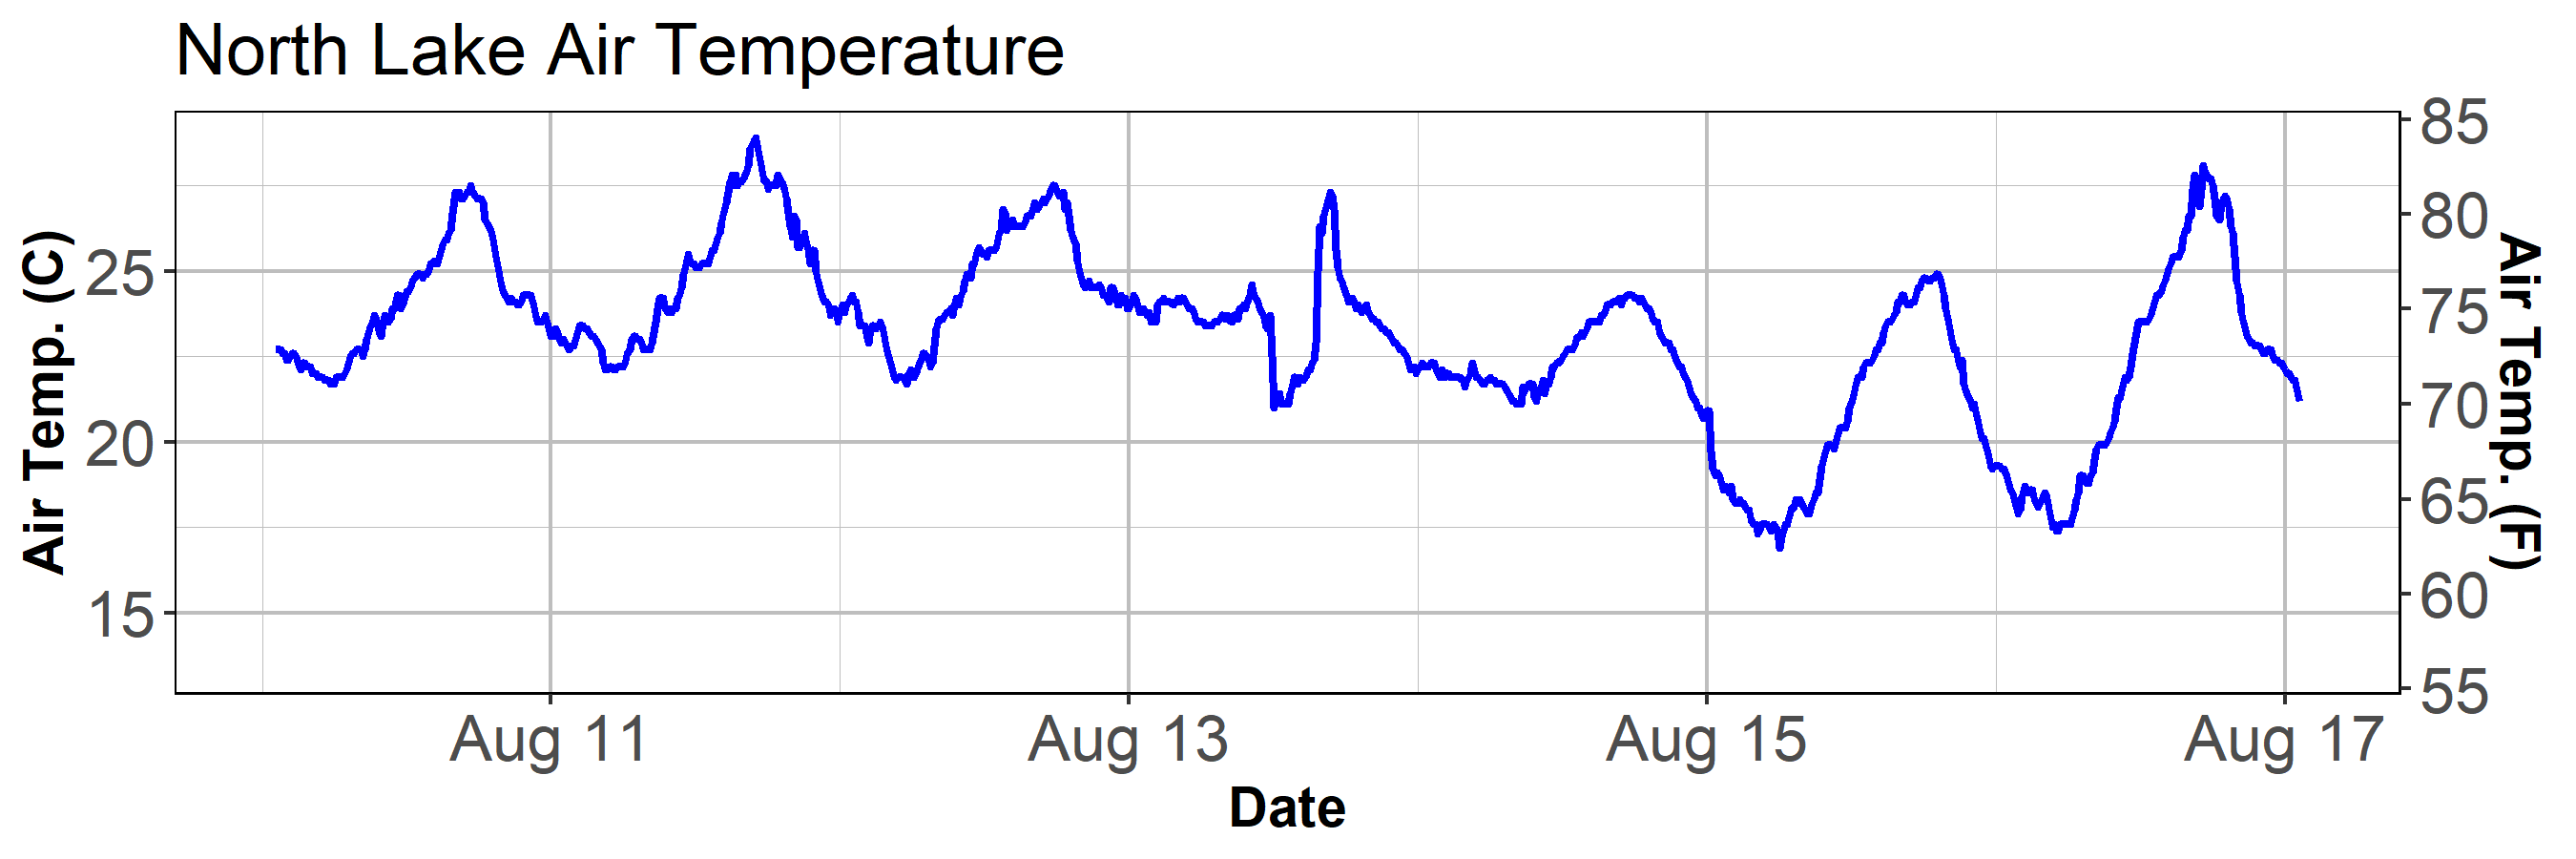 North Lake Air Temperature
Air Temp. (C)
25
20
15
85
80
75
70
65
60
55
Air Temp. (F)
Aug 11 Aug 13 Aug 15 Aug 17
Date